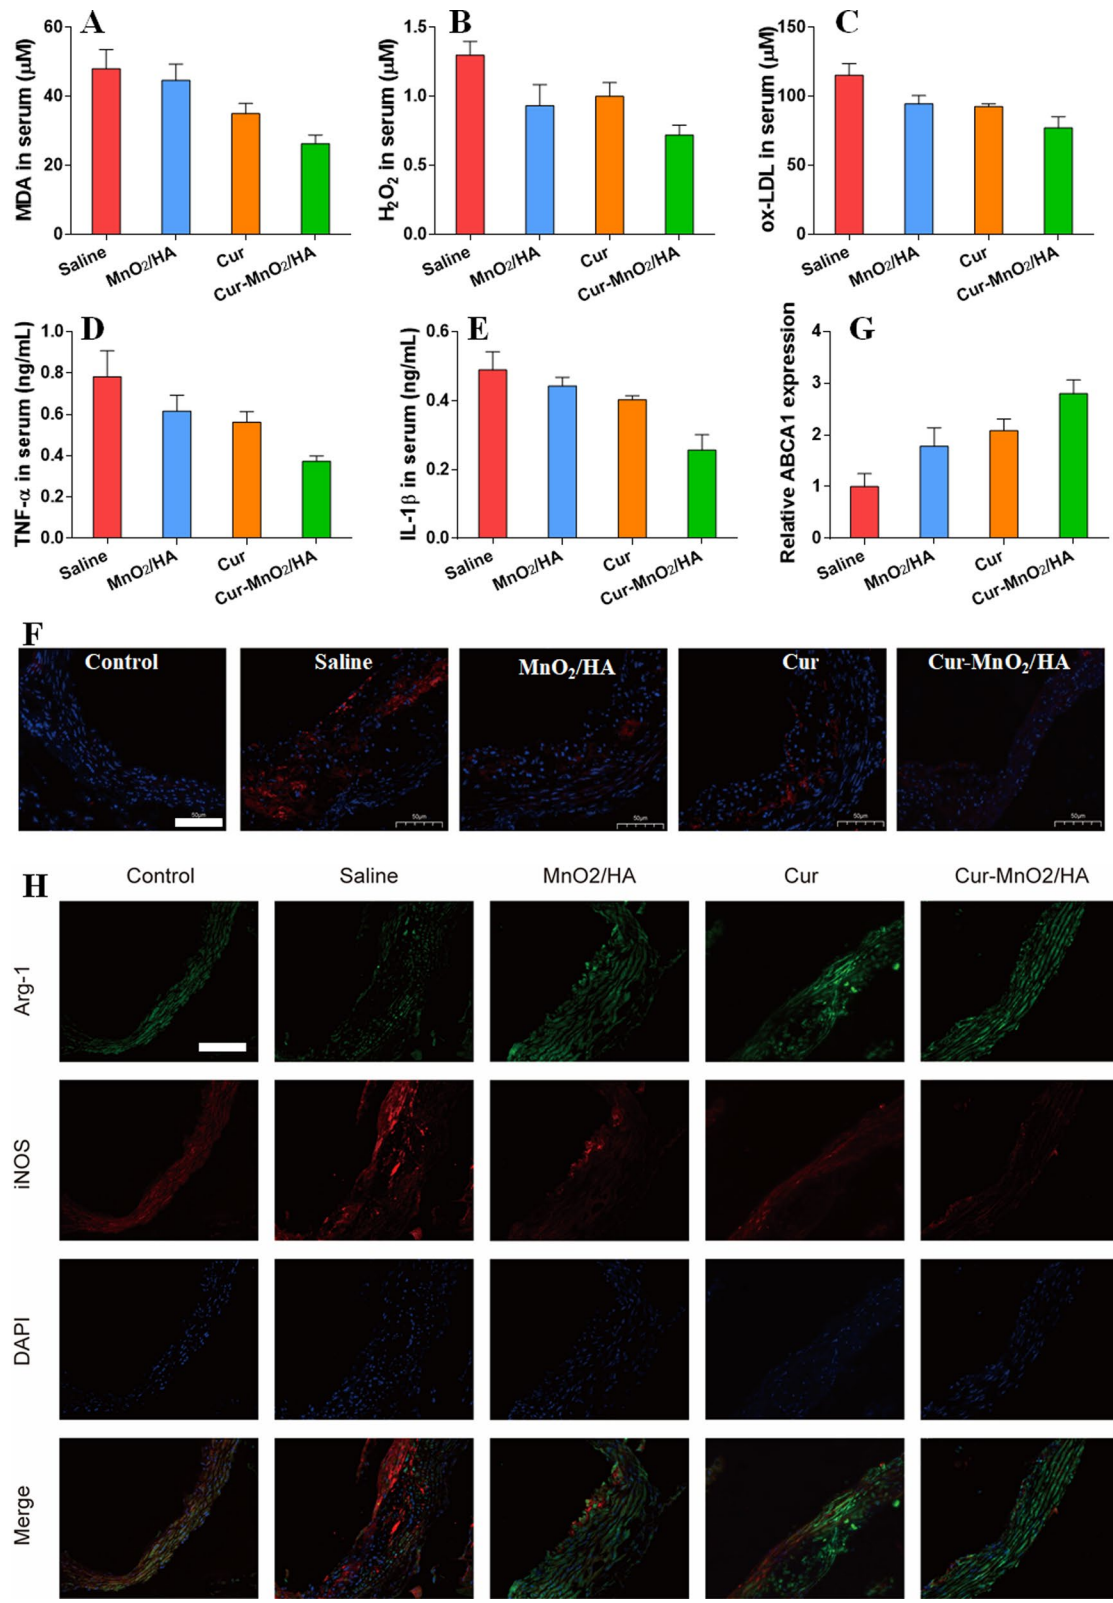 A
MDA in serum (μM)
60
40
20
0
Saline
MnO₂/HA
Cur
Cur-MnO₂/HA
B
H₂O₂ in serum (μM)
1.5
1.0
0.5
0.0
Saline
MnO₂/HA
Cur
Cur-MnO₂/HA
C
ox-LDL in serum (μM)
150
100
50
0
Saline
MnO₂/HA
Cur
Cur-MnO₂/HA
D
TNF-α in serum (ng/mL)
1.0
0.8
0.6
0.4
0.2
0.0
Saline
MnO₂/HA
Cur
Cur-MnO₂/HA
E
IL-1β in serum (ng/mL)
0.6
0.4
0.2
0.0
Saline
MnO₂/HA
Cur
Cur-MnO₂/HA
G
Relative ABCA1 expression
4
3
2
1
0
Saline
MnO₂/HA
Cur
Cur-MnO₂/HA
F
Control
Saline
MnO₂/HA
Cur
Cur-MnO₂/HA
50μm
50μm
50μm
50μm
50μm
H
Control
Saline
MnO2/HA
Cur
Cur-MnO2/HA
Arg-1
iNOS
DAPI
Merge